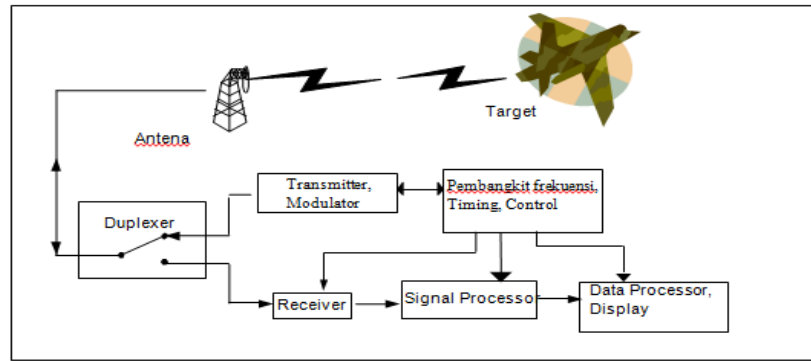 Target
Antena
Transmitter,
Modulator
Pembangkit frekuensi,
Timing, Control
Duplexer
Receiver
Signal Processor
Data Processor,
Display